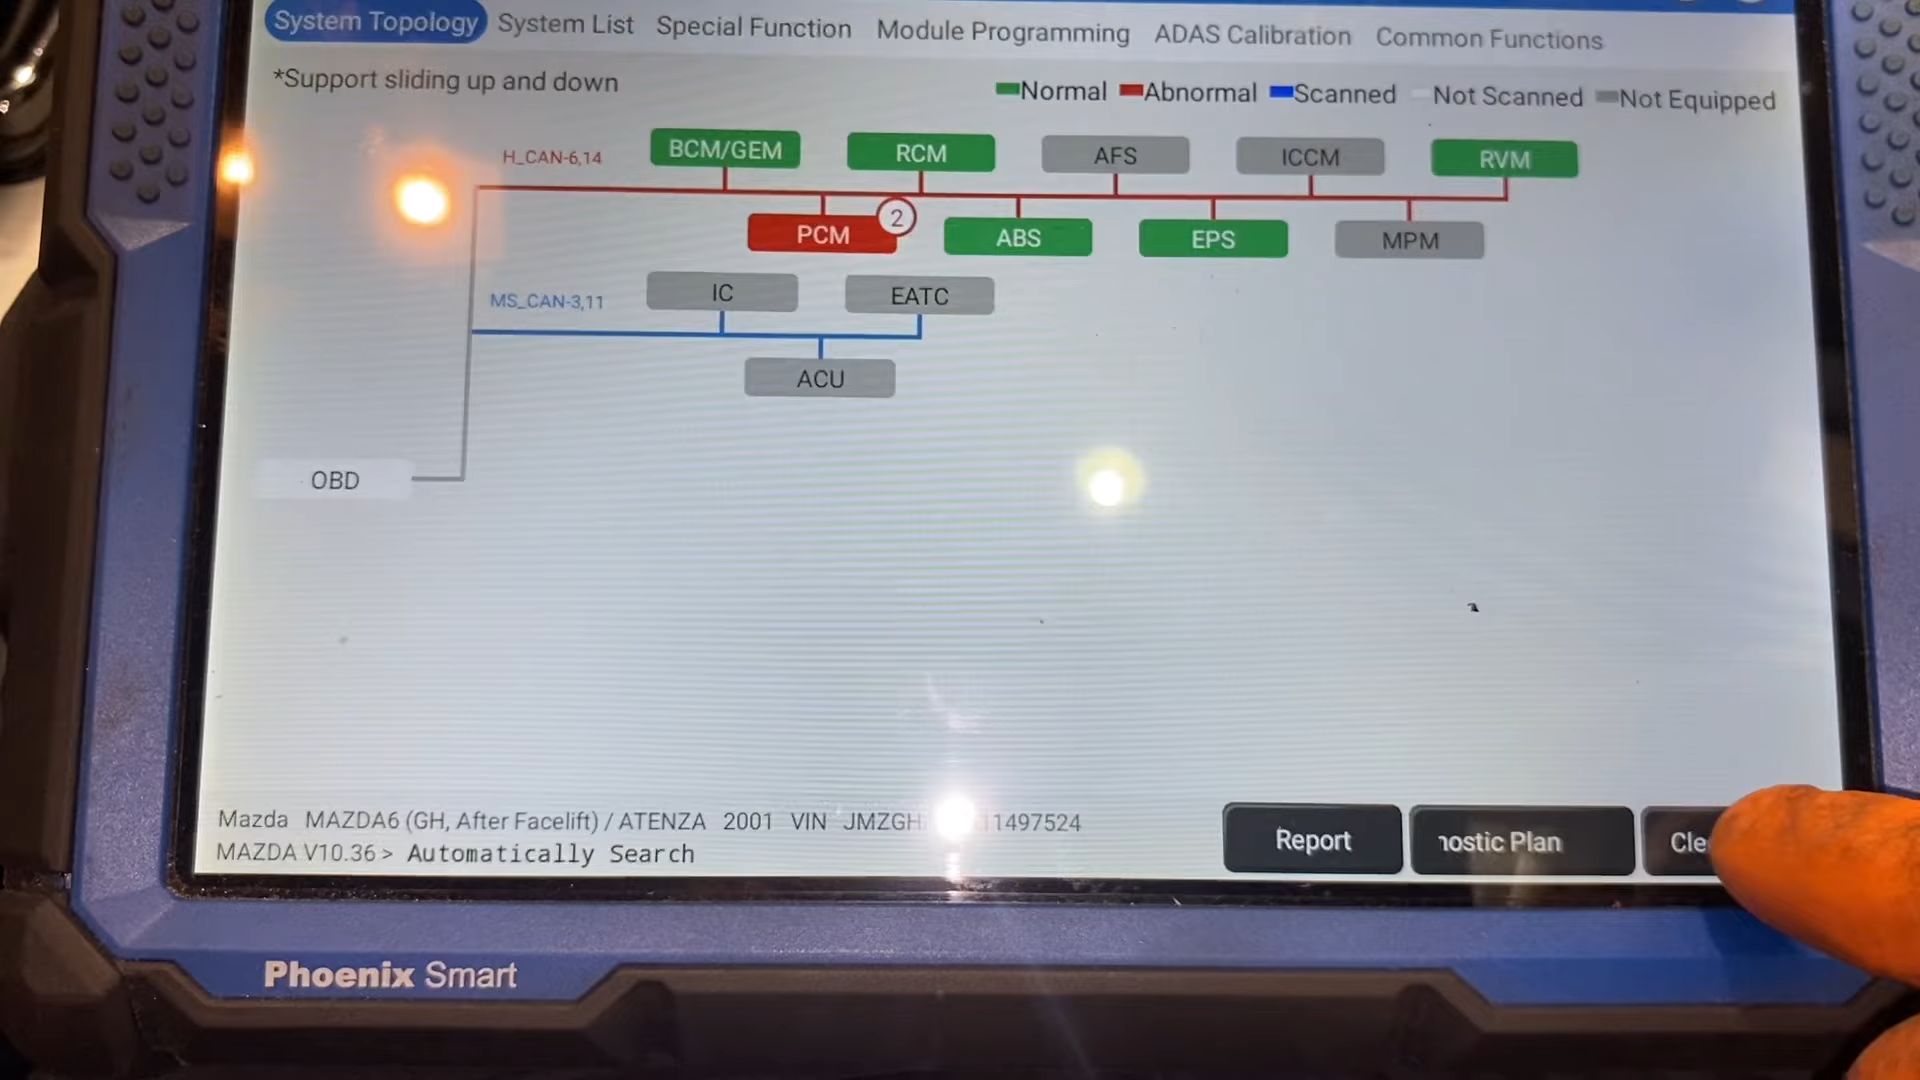 System Topology System List Special Function Module Programming ADAS Calibration Common Functions
*Support sliding up and down
Normal Abnormal Scanned Not Scanned Not Equipped
H_CAN-6,14 BCM/GEM RCM AFS ICCM RVM
PCM 2 ABS EPS MPM
MS_CAN-3,11 IC EATC
ACU
OBD
Mazda MAZDA6 (GH, After Facelift) / ATENZA 2001 VIN JMZGH 11497524
MAZDA V10.36 > Automatically Search
Report nostic Plan Cle
Phoenix Smart